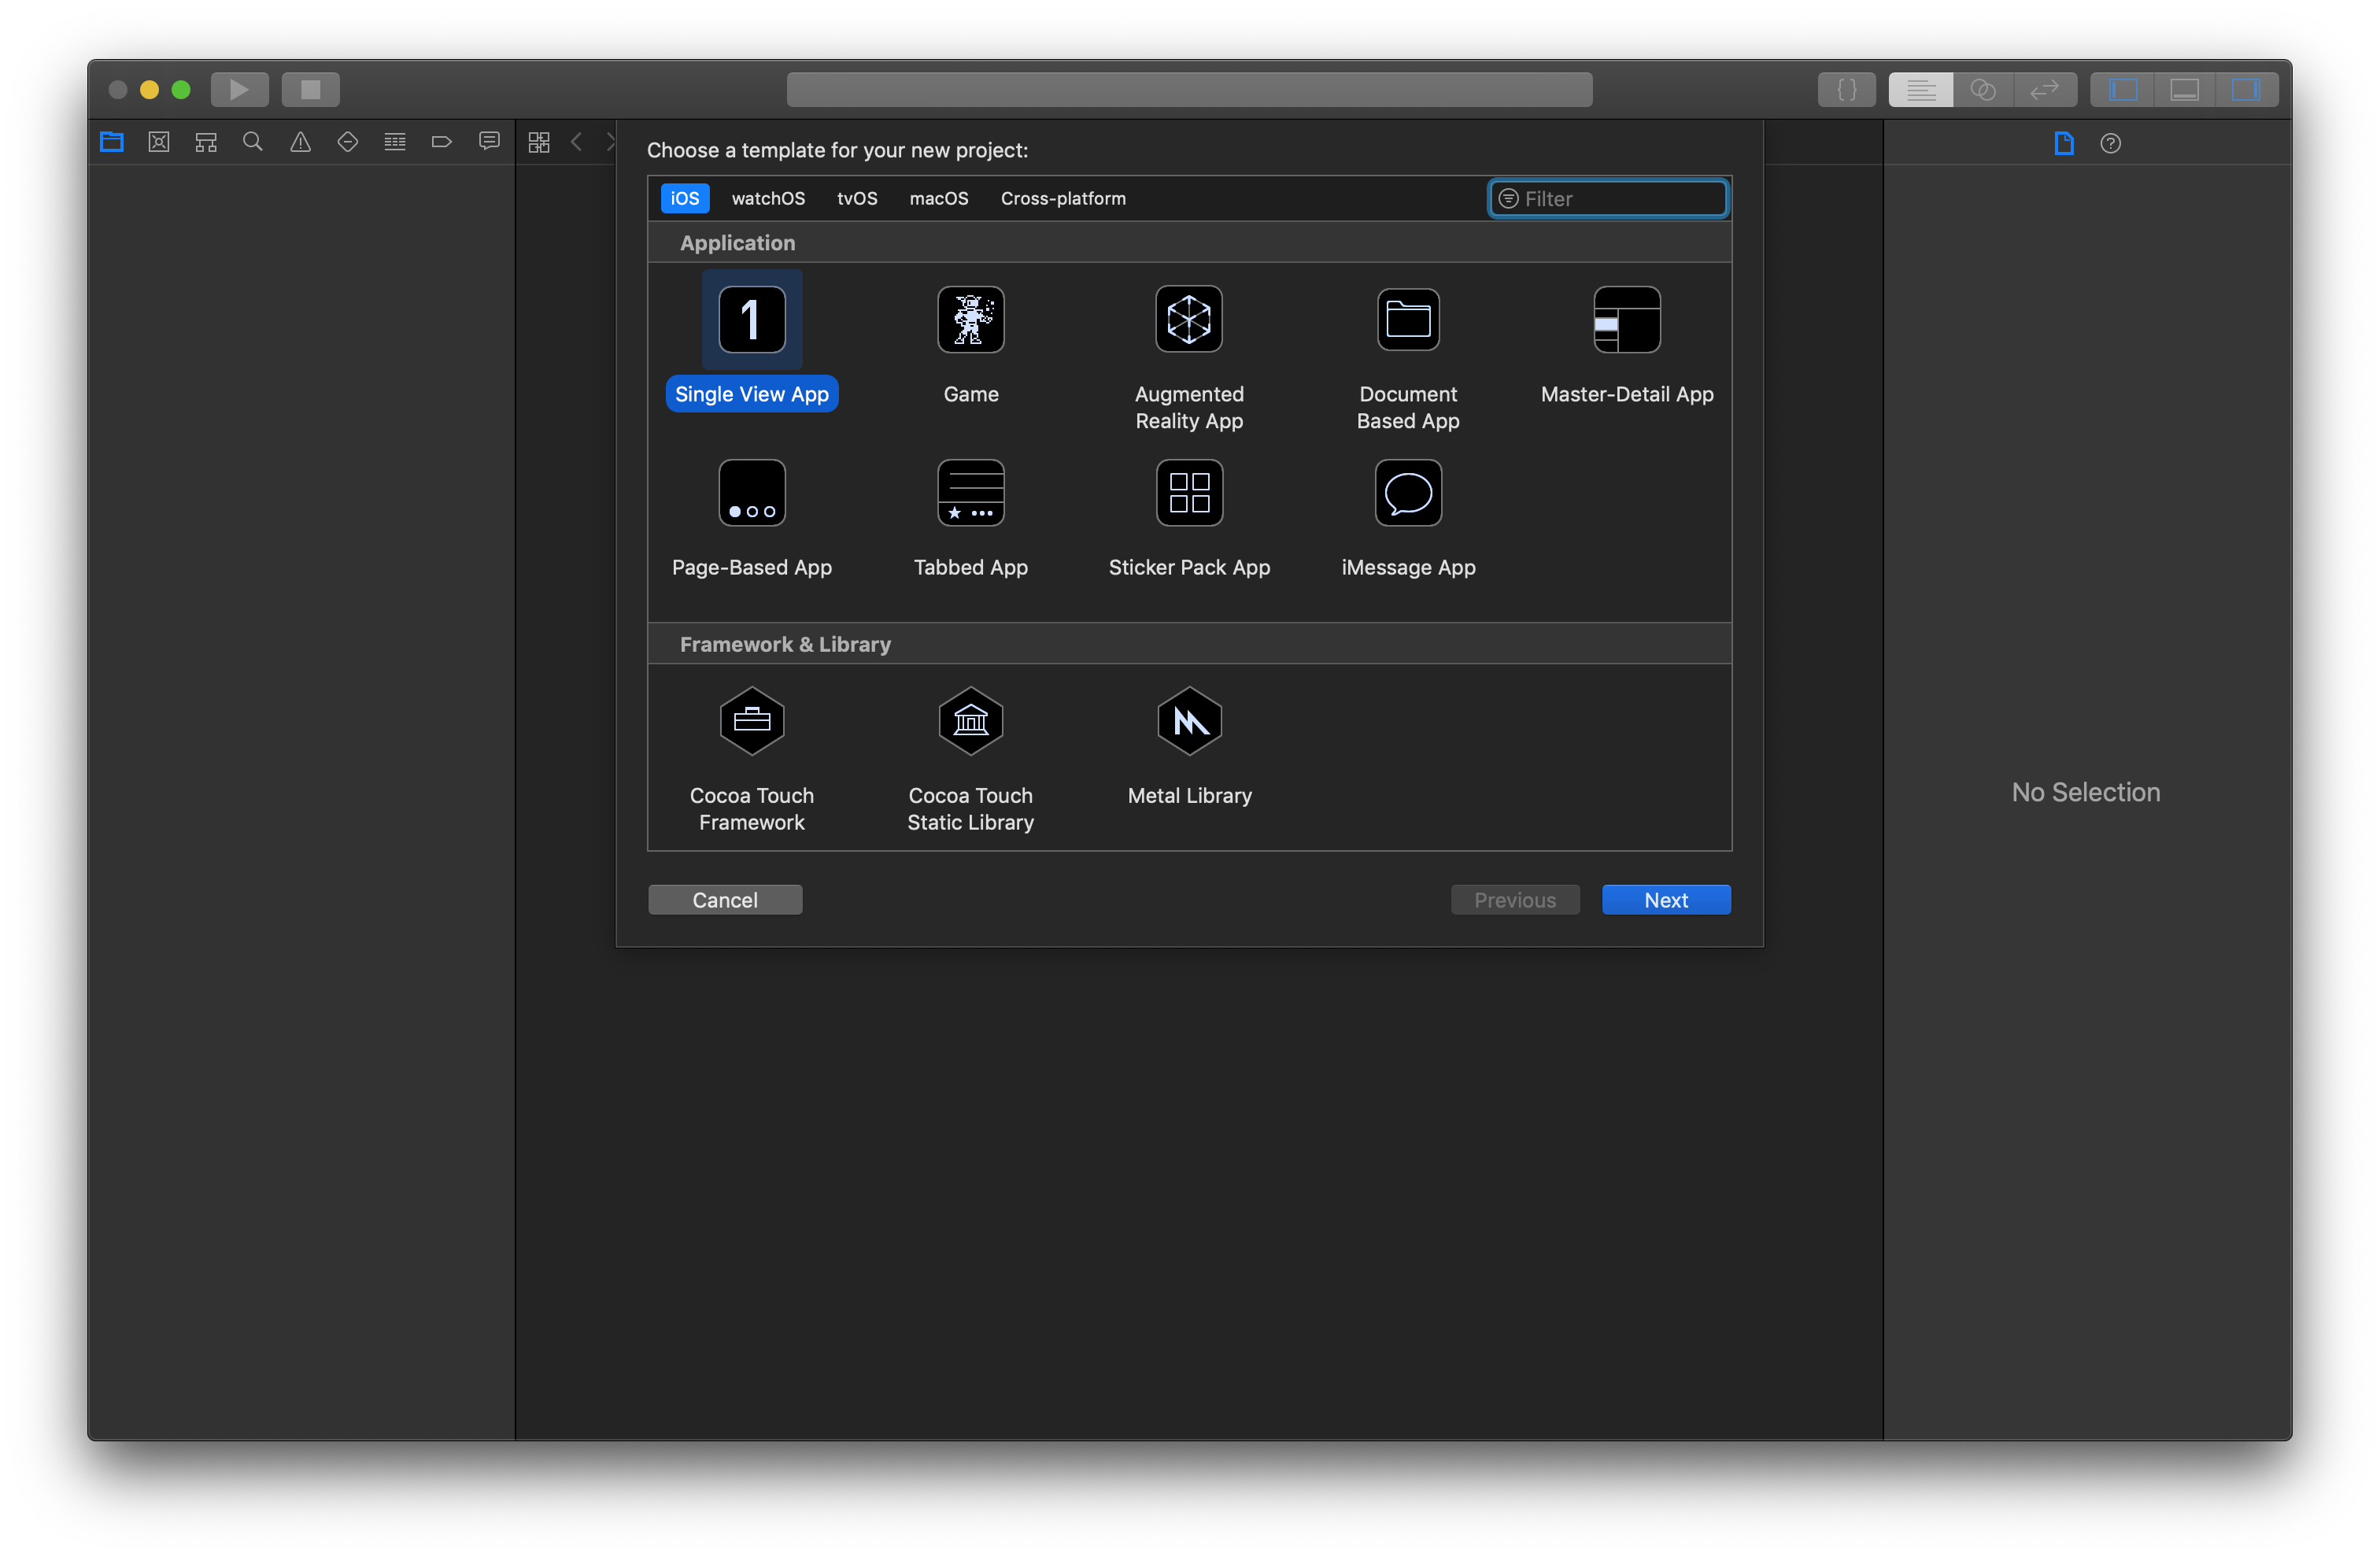 Choose a template for your new project:
iOS watchOS tvOS macOS Cross-platform Filter
Application
1
Single View App Game Augmented Document Master-Detail App
Reality App Based App
Page-Based App Tabbed App Sticker Pack App iMessage App
Framework & Library
Cocoa Touch Cocoa Touch Metal Library
Framework Static Library
No Selection
Cancel Previous Next